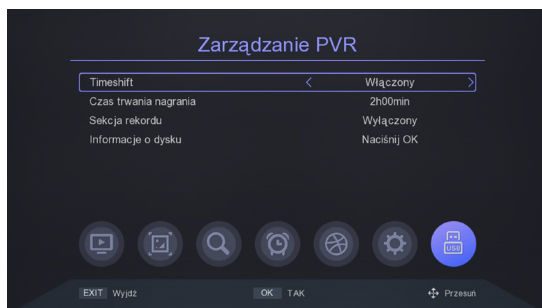 Zarządzanie PVR
Timeshift Włączony
Czas trwania nagrania 2h00min
Sekcja rekordu Wyłączony
Informacje o dysku Naciśnij OK
USB
EXIT Wyjdź OK TAK Przesuń